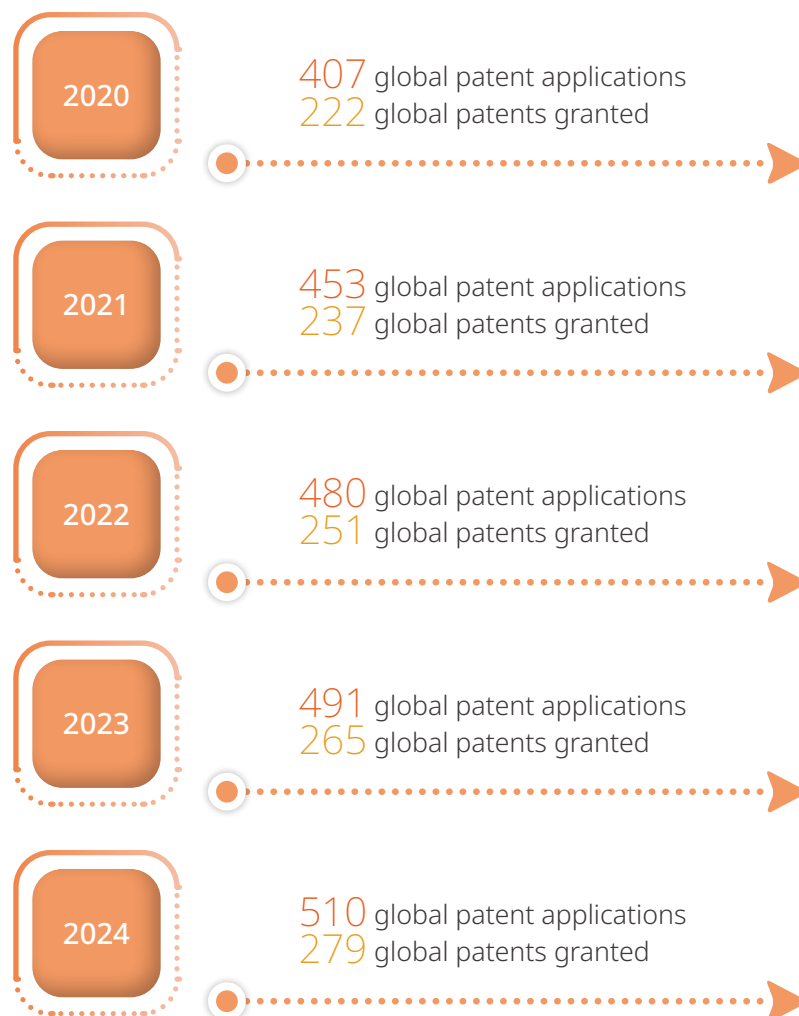 2020
407 global patent applications
222 global patents granted
2021
453 global patent applications
237 global patents granted
2022
480 global patent applications
251 global patents granted
2023
491 global patent applications
265 global patents granted
2024
510 global patent applications
279 global patents granted